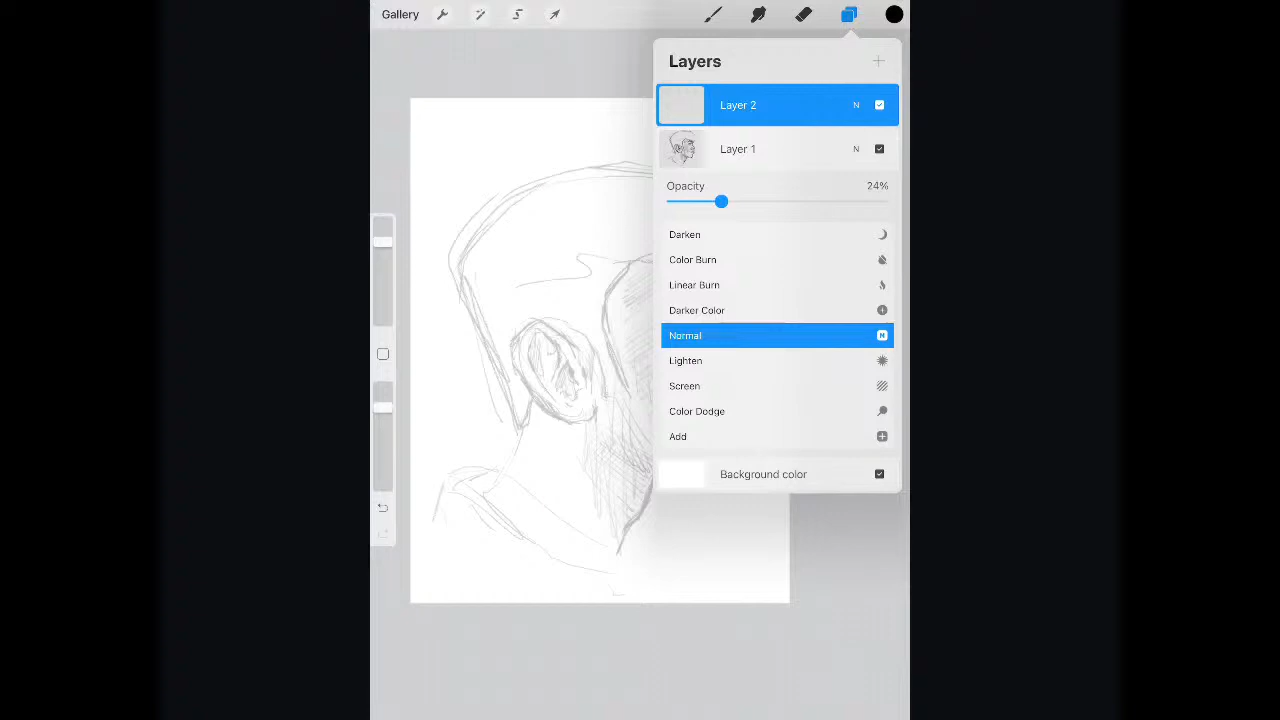 Gallery
Layers
Layer 2 N
Layer 1 N
Opacity 24%
Darken
Color Burn
Linear Burn
Darker Color
Normal N
Lighten
Screen
Color Dodge
Add
Background color